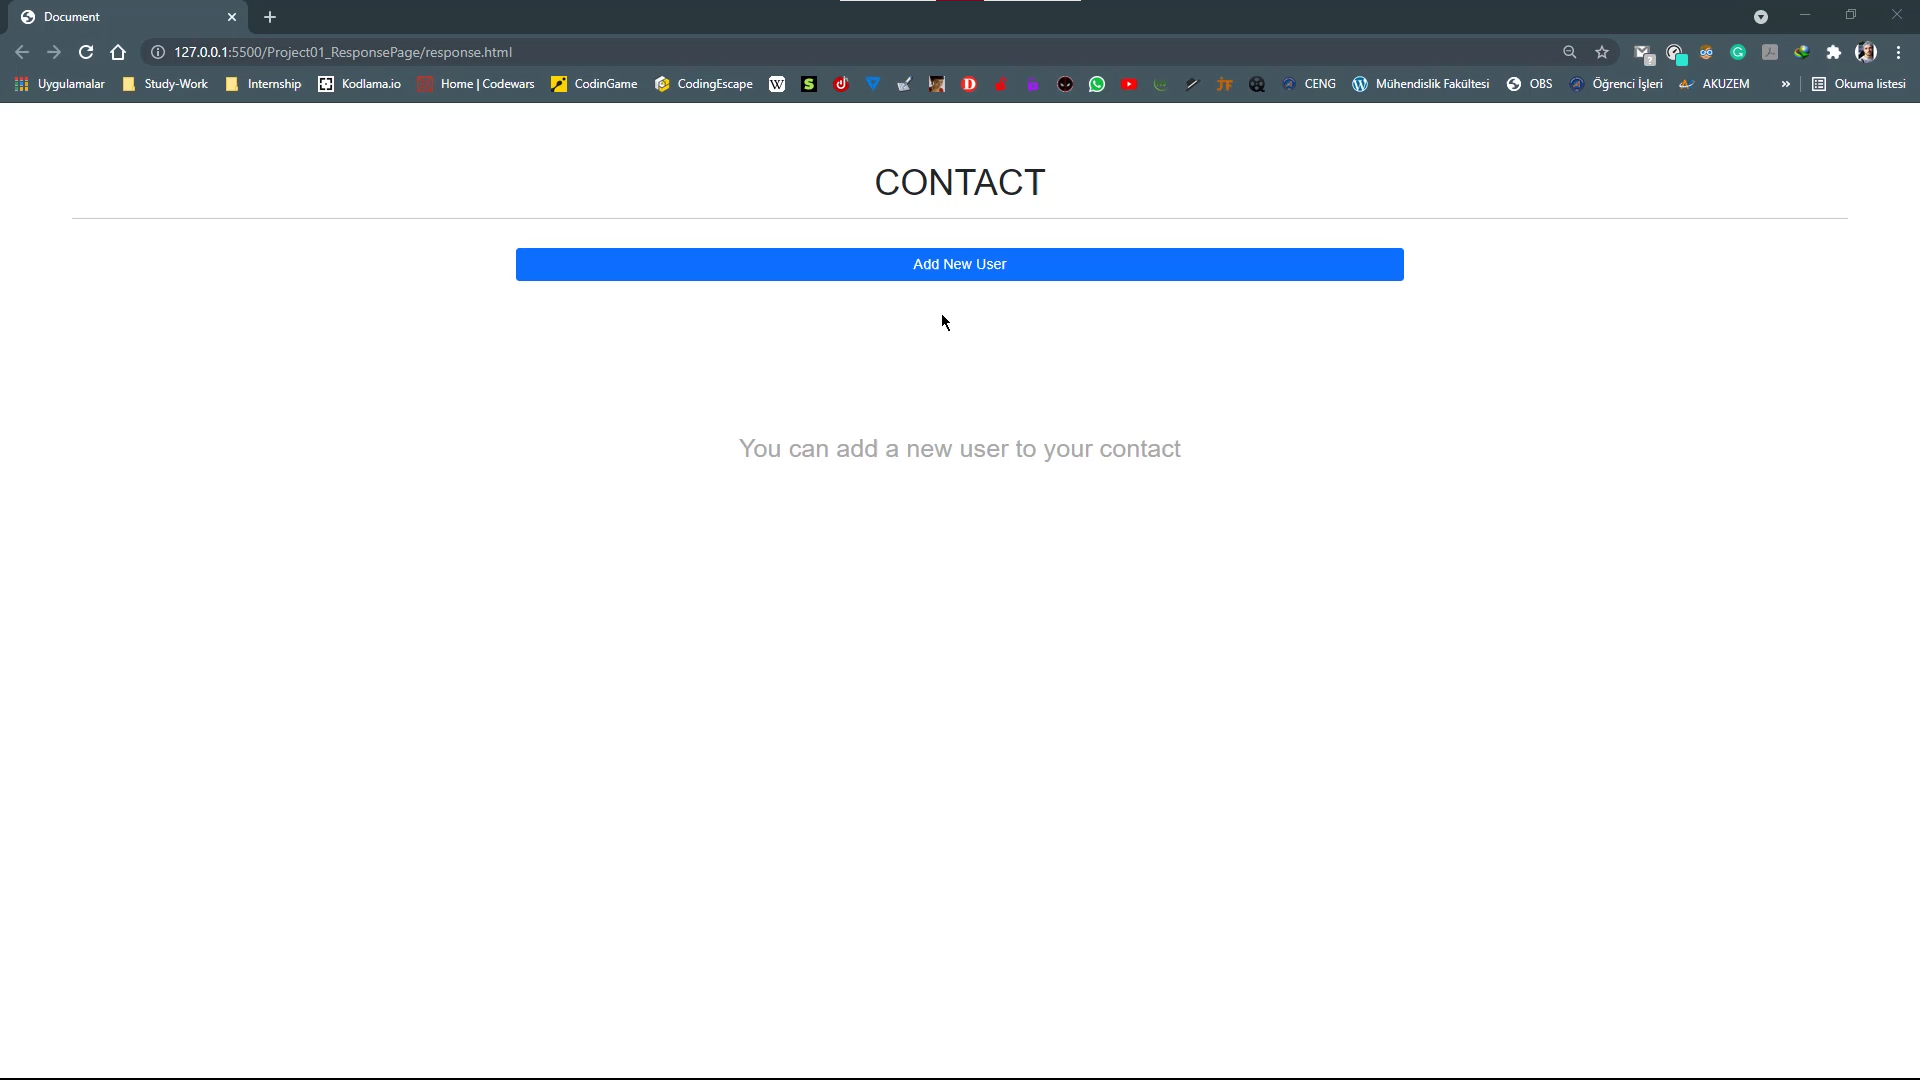 Document
127.0.0.1:5500/Project01_ResponsePage/response.html
Uygulamalar Study-Work Internship Kodlama.io Home | Codewars CodinGame CodingEscape CENG Mühendislik Fakültesi OBS Öğrenci İşleri AKUZEM » Okuma listesi
CONTACT
Add New User
You can add a new user to your contact